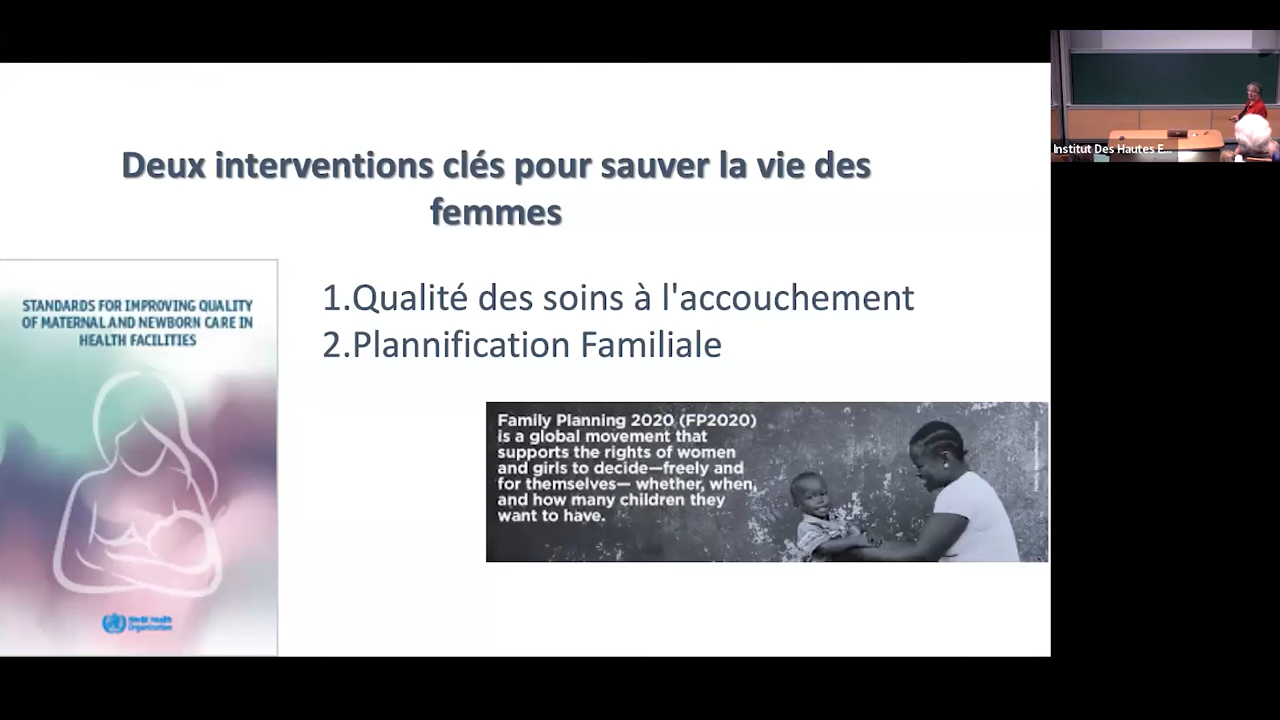 Deux interventions clés pour sauver la vie des
femmes
STANDARDS FOR IMPROVING QUALITY
OF MATERNAL AND NEWBORN CARE IN
HEALTH FACILITIES
World Health
Organization
1.Qualité des soins à l'accouchement
2.Plannification Familiale
Family Planning 2020 (FP2020)
is a global movement that
supports the rights of women
and girls to decide—freely and
for themselves— whether, when,
and how many children they
want to have.
Institut Des Hautes E...